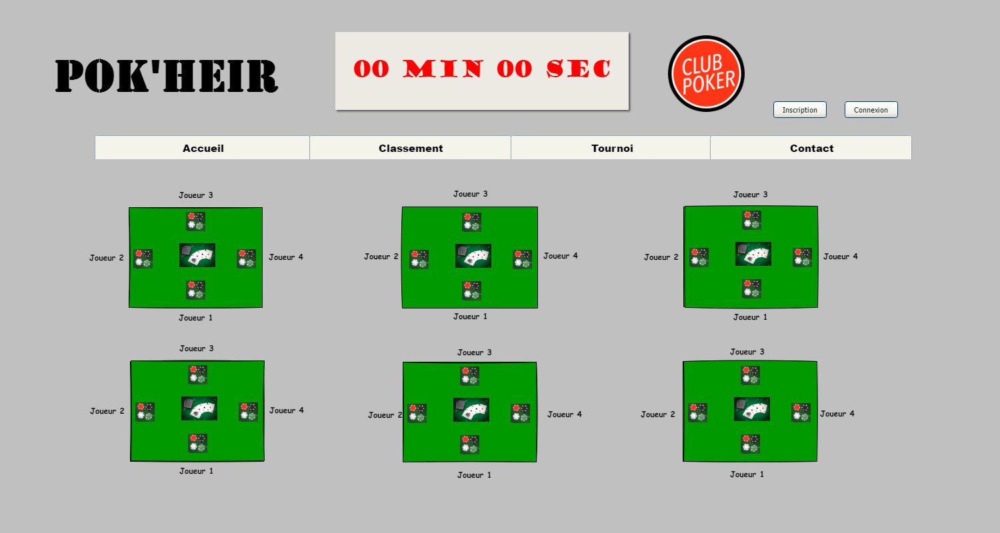 POK'HEIR
00 MIN 00 SEC
CLUB
POKER
Inscription
Connexion
Accueil
Classement
Tournoi
Contact
Joueur 3
Joueur 3
Joueur 3
Joueur 2
Joueur 4
Joueur 2
Joueur 4
Joueur 2
Joueur 4
Joueur 1
Joueur 1
Joueur 1
Joueur 3
Joueur 3
Joueur 3
Joueur 2
Joueur 4
Joueur 2
Joueur 4
Joueur 2
Joueur 4
Joueur 1
Joueur 1
Joueur 1